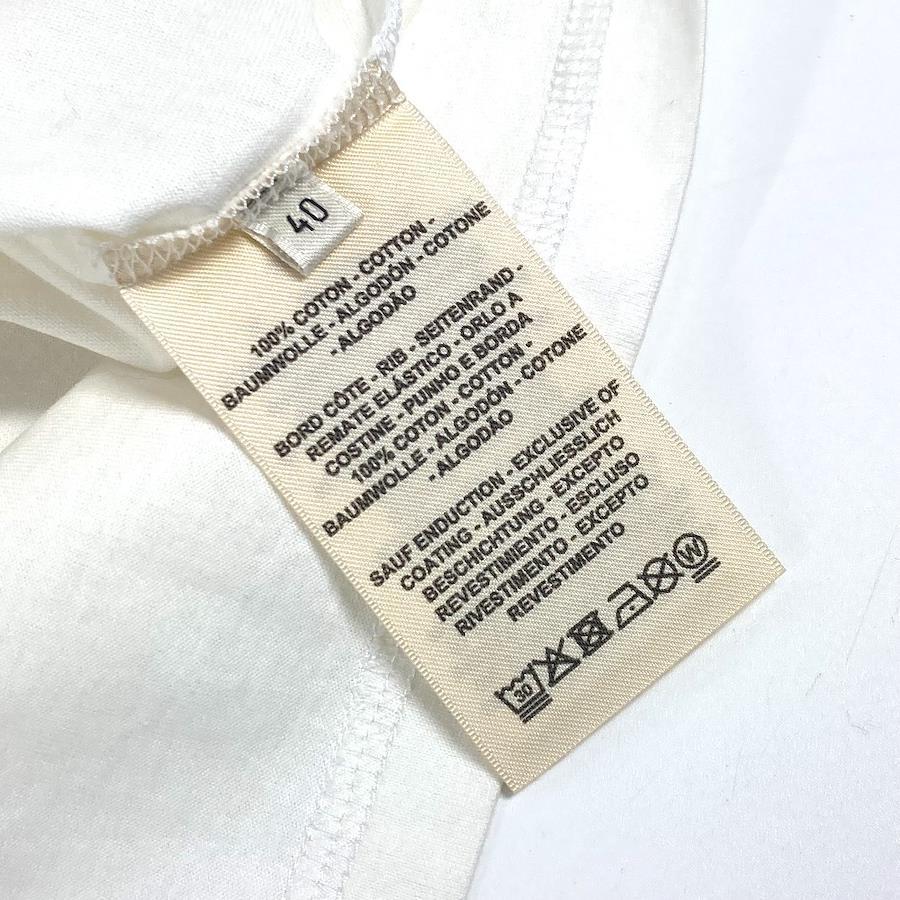 40
100% COTON - COTTON -
BAUMWOLLE - ALGODÓN - COTONE
- ALGODÃO
BORD CÔTE - RIB - SEITENRAND -
REMATE ELÁSTICO - ORLO A
COSTINE - PUNHO E BORDA
100% COTON - COTTON -
BAUMWOLLE - ALGODÓN - COTONE
- ALGODÃO
SAUF ENDUCTION - EXCLUSIVE OF
COATING - AUSSCHLIESSLICH
BESCHICHTUNG - EXCEPTO
REVESTIMIENTO - ESCLUSO
RIVESTIMENTO - EXCEPTO
REVESTIMENTO
30 W